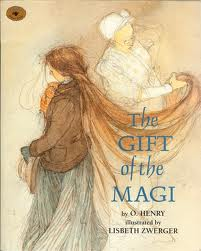 The
GIFT
of the
MAGI
by O. HENRY
illustrated by
LISBETH ZWERGER